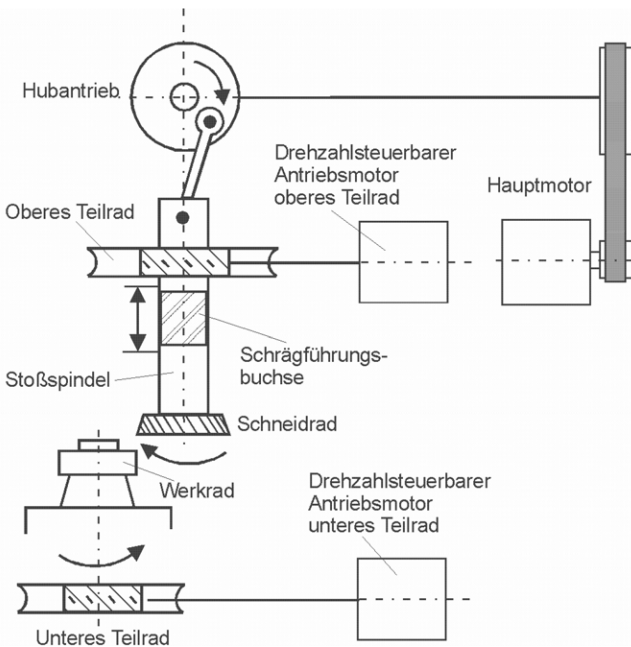 Hubantrieb
Drehzahlsteuerbarer
Antriebsmotor
oberes Teilrad
Hauptmotor
Oberes Teilrad
Schrägführungs-
buchse
Stoßspindel
Schneidrad
Werkrad
Drehzahlsteuerbarer
Antriebsmotor
unteres Teilrad
Unteres Teilrad